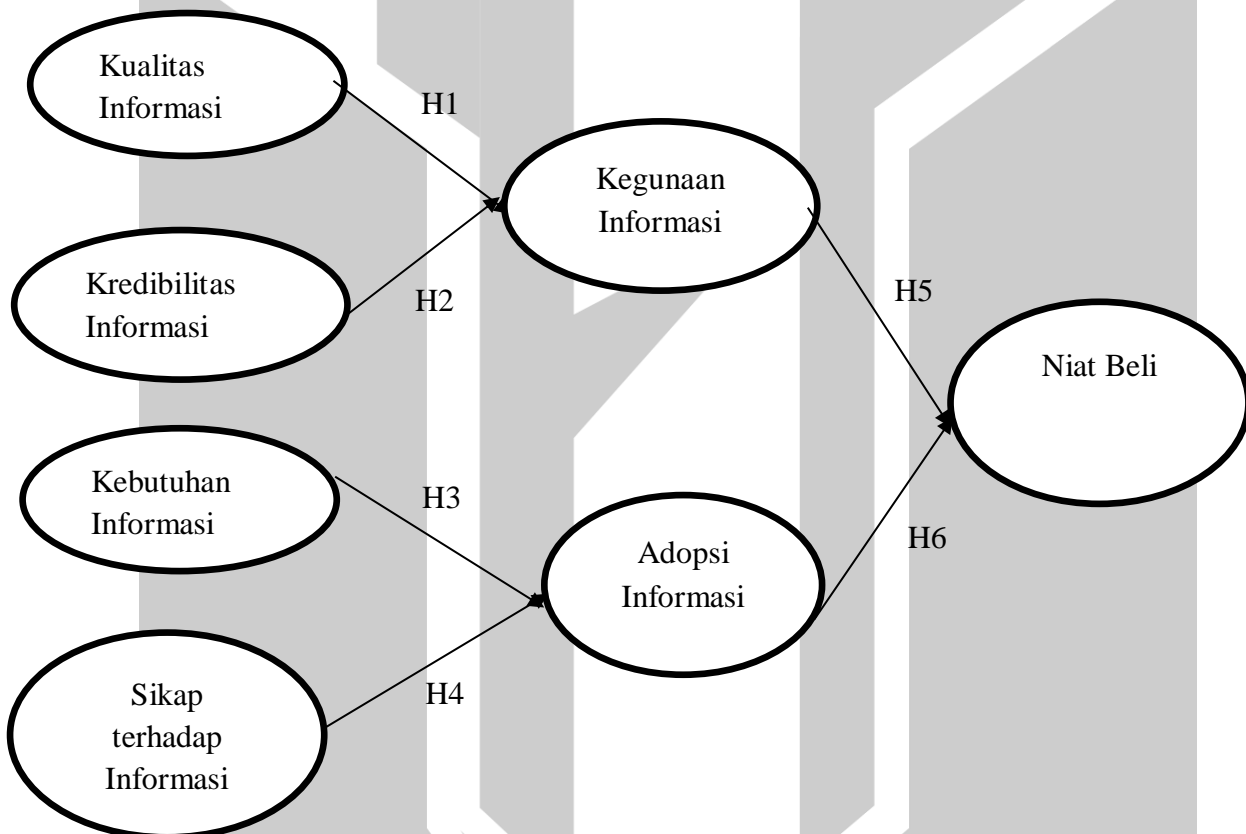 Kualitas
Informasi
H1
Kegunaan
Informasi
Kredibilitas
Informasi
H2
H5
Niat Beli
Kebutuhan
Informasi
H3
Adopsi
Informasi
H6
Sikap
terhadap
Informasi
H4